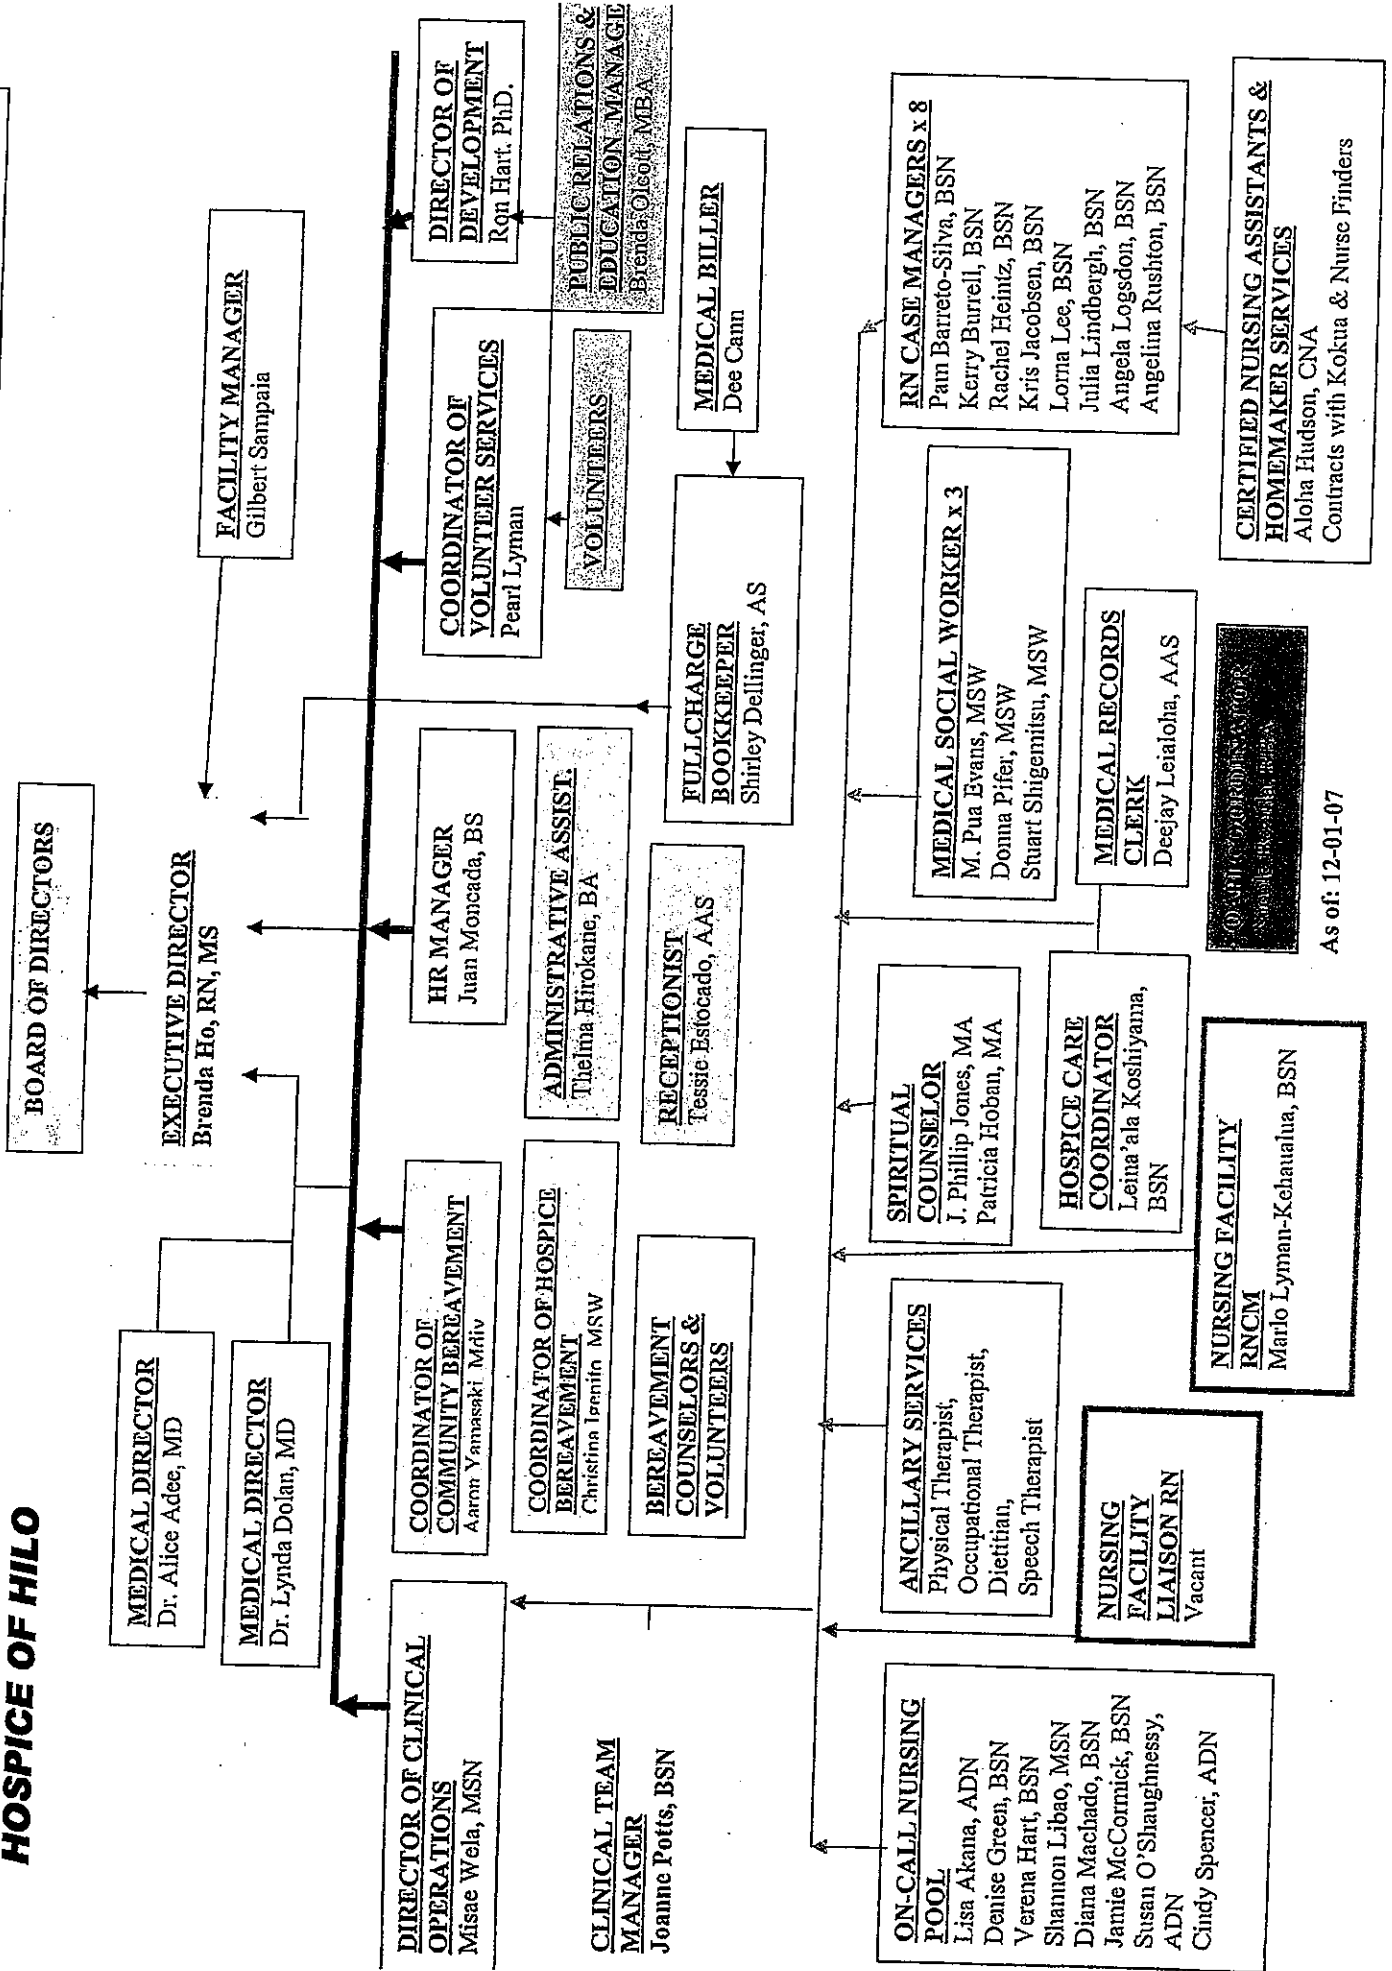 HOSPICE OF HILO
BOARD OF DIRECTORS
EXECUTIVE DIRECTOR
Brenda Ho, RN, MS
MEDICAL DIRECTOR
Dr. Alice Adee, MD
MEDICAL DIRECTOR
Dr. Lynda Dolan, MD
FACILITY MANAGER
Gilbert Sampaia
DIRECTOR OF CLINICAL
OPERATIONS
Misae Wela, MSN
COORDINATOR OF
COMMUNITY BEREAVEMENT
Aaron Yamasaki, Mdiv
HR MANAGER
Juan Moncada, BS
COORDINATOR OF
VOLUNTEER SERVICES
Pearl Lyman
DIRECTOR OF
DEVELOPMENT
Ron Hart, PhD.
COORDINATOR OF HOSPICE
BEREAVEMENT
Christina MSW
ADMINISTRATIVE ASSIST.
Thelma Hirokane, BA
VOLUNTEERS
PUBLIC RELATIONS &
EDUCATION MANAGE
Brenda Olcott, MBA
CLINICAL TEAM
MANAGER
Joanne Potts, BSN
BEREAVEMENT
COUNSELORS &
VOLUNTEERS
RECEPTIONIST
Tessie Estocado, AAS
FULLCHARGE
BOOKKEEPER
Shirley Dellinger, AS
MEDICAL BILLER
Dee Cann
ON-CALL NURSING
POOL
Lisa Akana, ADN
Denise Green, BSN
Verena Hart, BSN
Shannon Libao, MSN
Diana Machado, BSN
Jamie McCormick, BSN
Susan O'Shaughnessy,
ADN
Cindy Spencer, ADN
ANCILLARY SERVICES
Physical Therapist,
Occupational Therapist,
Dietitian,
Speech Therapist
SPIRITUAL
COUNSELOR
J. Phillip Jones, MA
Patricia Hoban, MA
MEDICAL SOCIAL WORKER x 3
M. Pua Evans, MSW
Donna Pifer, MSW
Stuart Shigemitsu, MSW
RN CASE MANAGERS x 8
Pam Barreto-Silva, BSN
Kerry Burrell, BSN
Rachel Heintz, BSN
Kris Jacobsen, BSN
Lorna Lee, BSN
Julia Lindbergh, BSN
Angela Logsdon, BSN
Angelina Rushton, BSN
NURSING
FACILITY
LIAISON RN
Vacant
HOSPICE CARE
COORDINATOR
Leina'ala Koshiyama,
BSN
MEDICAL RECORDS
CLERK
Deejay Leialoha, AAS
NURSING FACILITY
RNCM
Marlo Lyman-Kehaualua, BSN
COORDINATOR
CERTIFIED NURSING ASSISTANTS &
HOMEMAKER SERVICES
Aloha Hudson, CNA
Contracts with Kokua & Nurse Finders
As of: 12-01-07